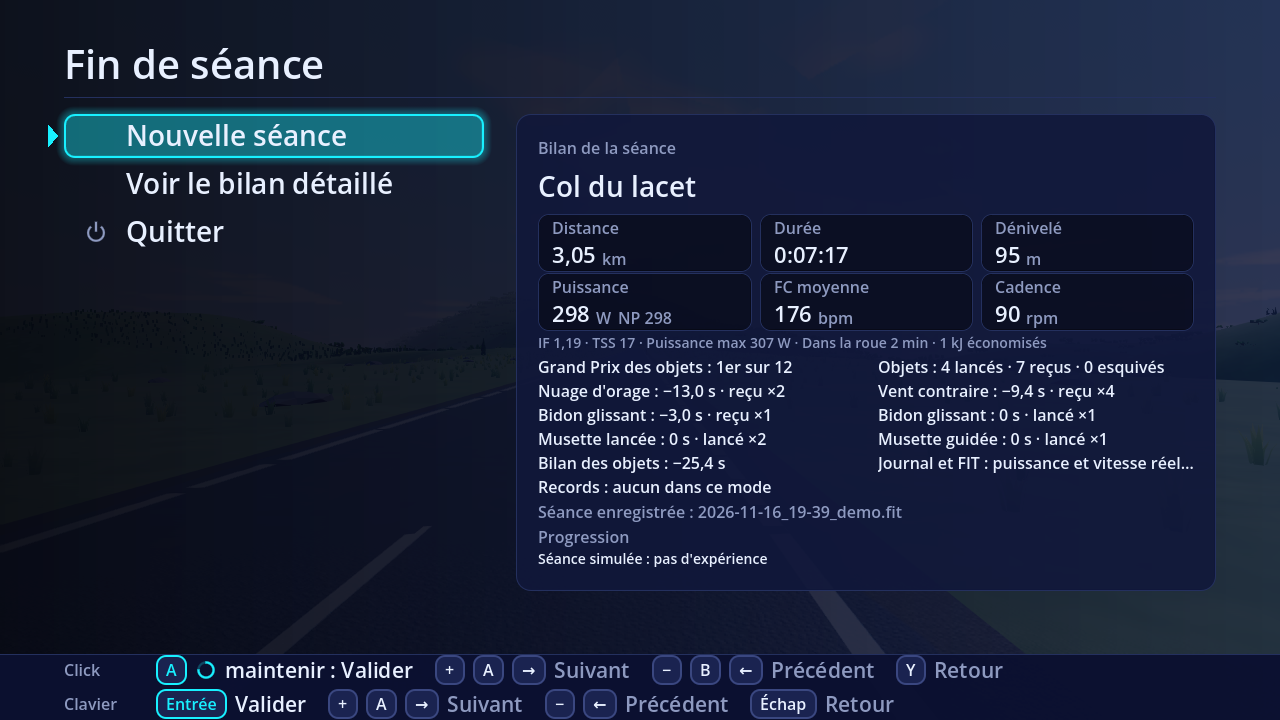 Fin de séance
Nouvelle séance
Voir le bilan détaillé
Quitter
Bilan de la séance
Col du lacet
Distance
3,05 km
Durée
0:07:17
Dénivelé
95 m
Puissance
298 W NP 298
FC moyenne
176 bpm
Cadence
90 rpm
IF 1,19 · TSS 17 · Puissance max 307 W · Dans la roue 2 min · 1 kJ économisés
Grand Prix des objets : 1er sur 12
Objets : 4 lancés · 7 reçus · 0 esquivés
Nuage d'orage : −13,0 s · reçu ×2
Vent contraire : −9,4 s · reçu ×4
Bidon glissant : −3,0 s · reçu ×1
Bidon glissant : 0 s · lancé ×1
Musette lancée : 0 s · lancé ×2
Musette guidée : 0 s · lancé ×1
Bilan des objets : −25,4 s
Journal et FIT : puissance et vitesse réel…
Records : aucun dans ce mode
Séance enregistrée : 2026-11-16_19-39_demo.fit
Progression
Séance simulée : pas d'expérience
Click A maintenir : Valider + A → Suivant − B ← Précédent Y Retour
Clavier Entrée Valider + A → Suivant − ← Précédent Échap Retour